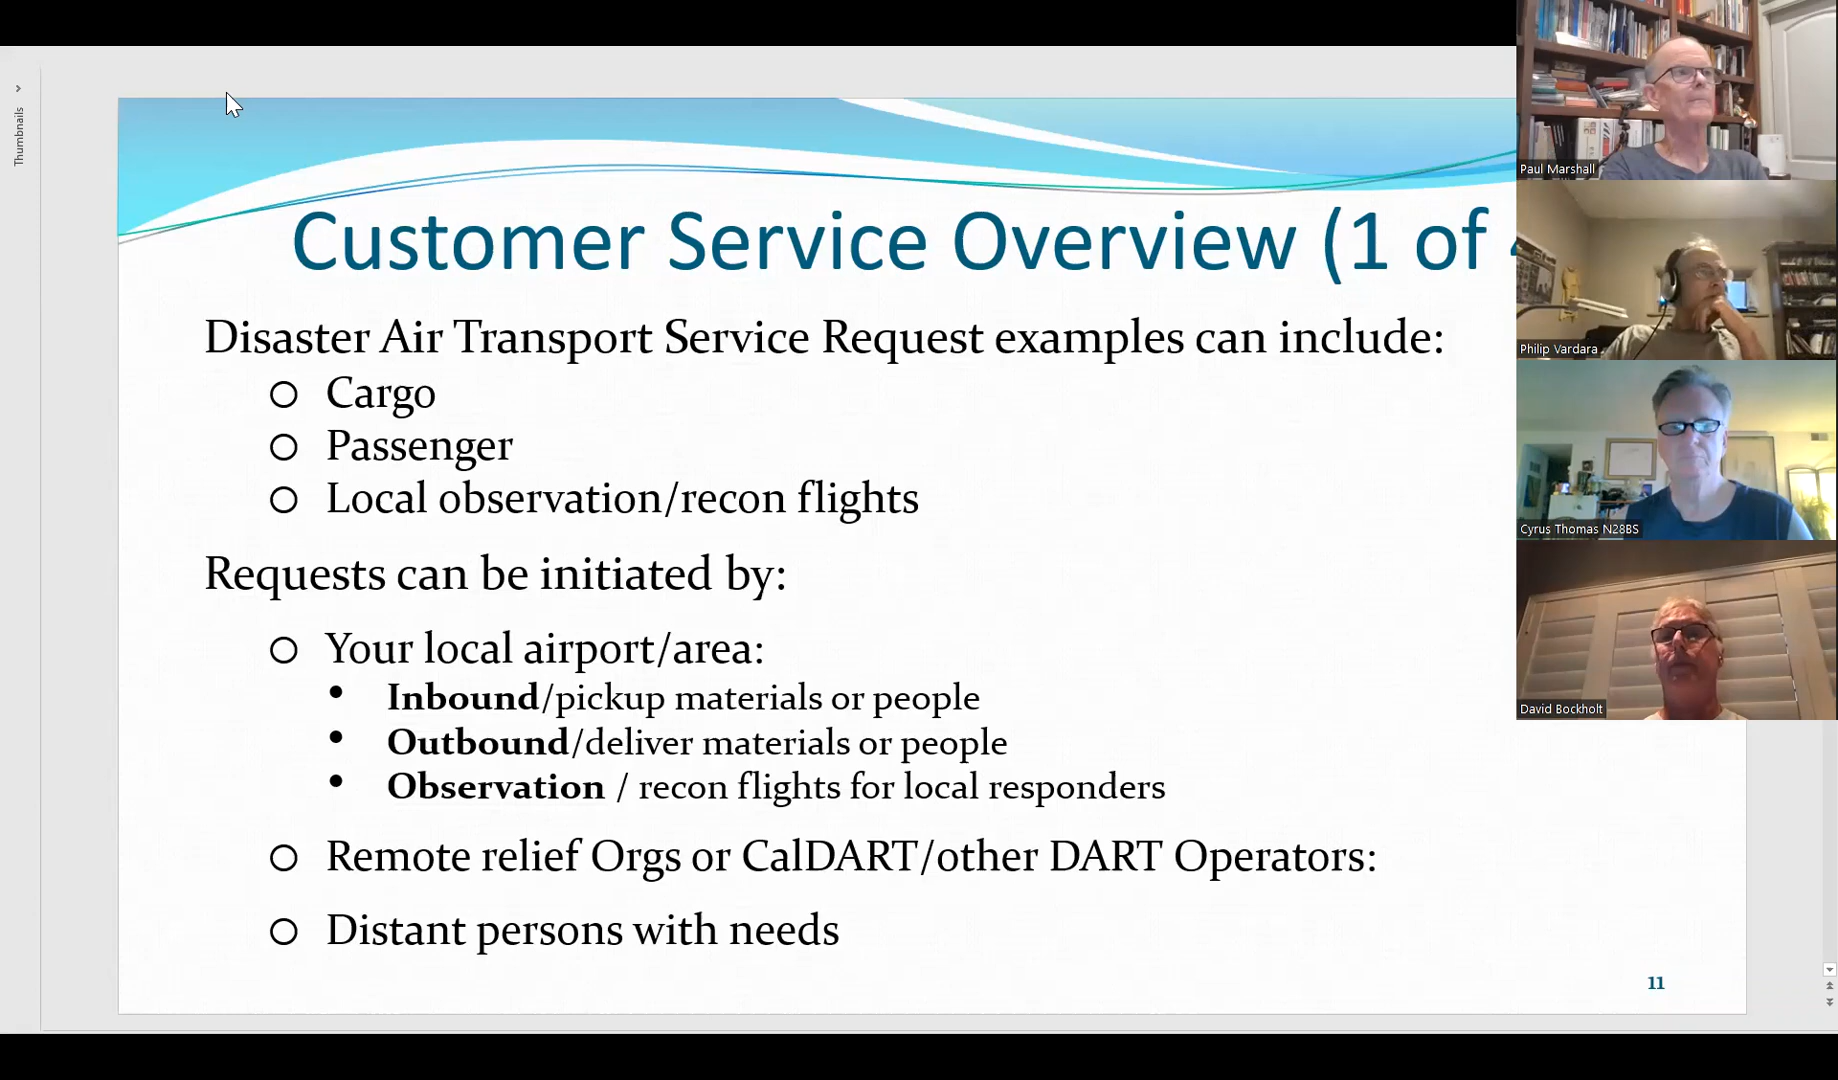 Thumbnails
Customer Service Overview (1 of
Disaster Air Transport Service Request examples can include:
Cargo
Passenger
Local observation/recon flights
Requests can be initiated by:
Your local airport/area:
Inbound/pickup materials or people
Outbound/deliver materials or people
Observation / recon flights for local responders
Remote relief Orgs or CalDART/other DART Operators:
Distant persons with needs
11
Paul Marshall
Philip Vardara
Cyrus Thomas N28BS
David Bockholt